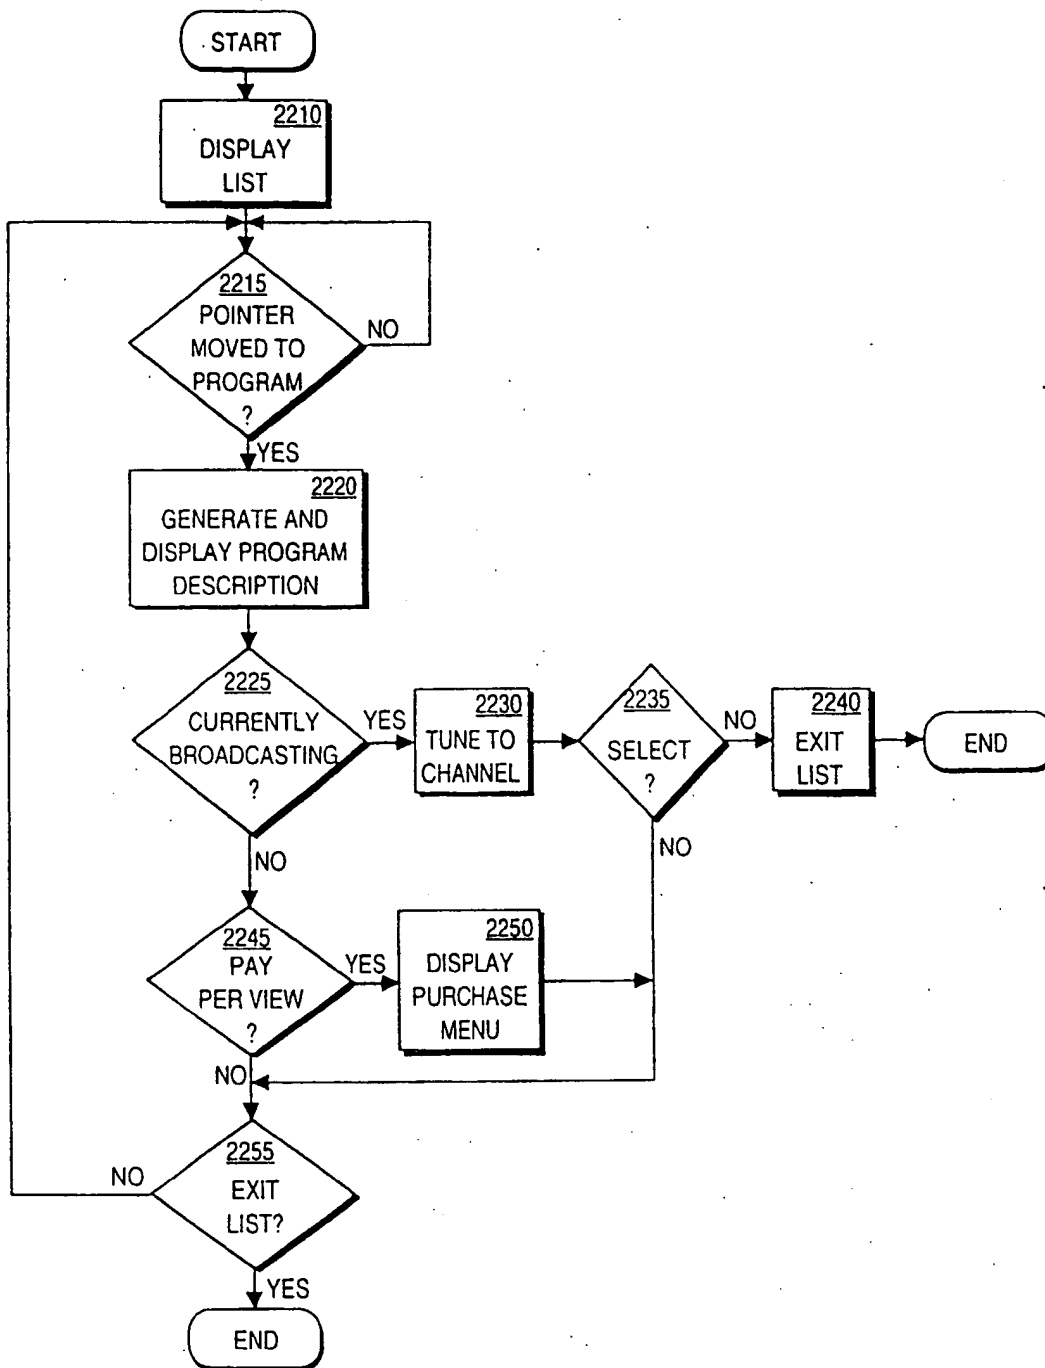 START
2210
DISPLAY
LIST
2215
POINTER
MOVED TO
PROGRAM
?
NO
YES
2220
GENERATE AND
DISPLAY PROGRAM
DESCRIPTION
2225
CURRENTLY
BROADCASTING
?
YES
2230
TUNE TO
CHANNEL
2235
SELECT
?
NO
2240
EXIT
LIST
END
NO
NO
2245
PAY
PER VIEW
?
YES
2250
DISPLAY
PURCHASE
MENU
NO
2255
EXIT
LIST?
NO
YES
END